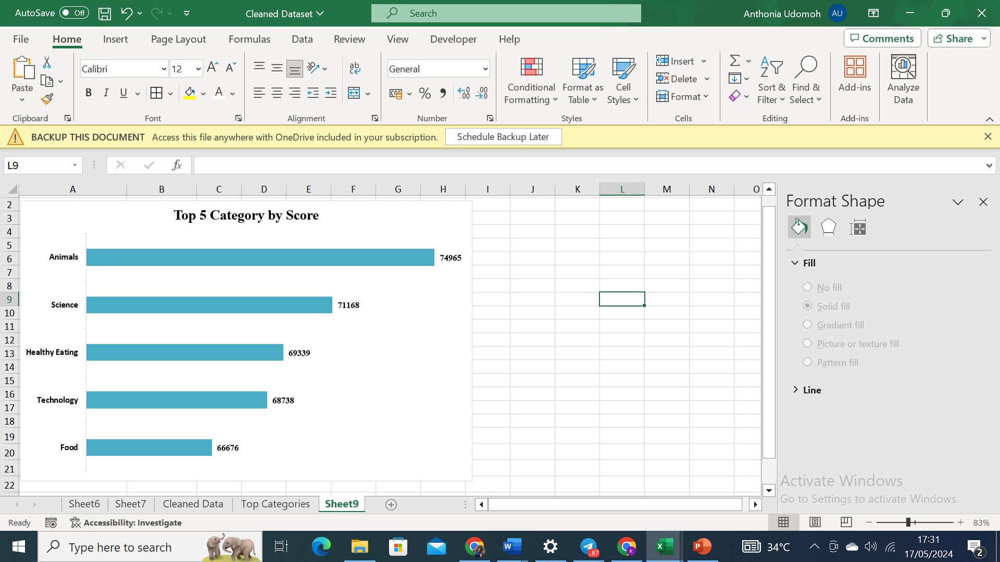 AutoSave Off Cleaned Dataset Search Anthonia Udomoh AU
File Home Insert Page Layout Formulas Data Review View Developer Help Comments Share
Paste Calibri 12 General Conditional Formatting Format as Table Cell Styles Insert Delete Format Sort & Filter Find & Select Add-ins Analyze Data
Clipboard Font Alignment Number Styles Cells Editing Add-ins
BACKUP THIS DOCUMENT Access this file anywhere with OneDrive included in your subscription. Schedule Backup Later
L9 fx
A B C D E F G H I J K L M N O
2
3
4
5
6
7
8
9
10
11
12
13
14
15
16
17
18
19
20
21
22
Top 5 Category by Score
Animals 74965
Science 71168
Healthy Eating 69339
Technology 68738
Food 66676
Format Shape
Fill
No fill
Solid fill
Gradient fill
Picture or texture fill
Pattern fill
Line
Activate Windows
Go to Settings to activate Windows.
Sheet6 Sheet7 Cleaned Data Top Categories Sheet9
Ready Accessibility: Investigate 83%
Type here to search ..87 K 34°C 17:31
17/05/2024 2